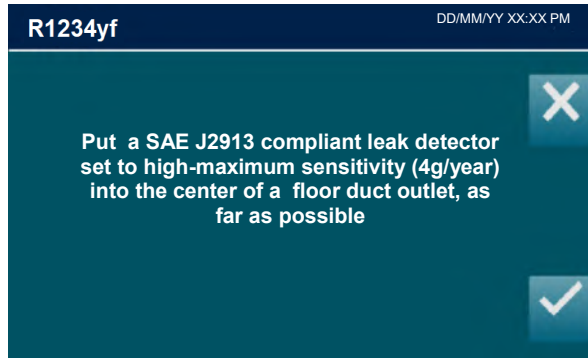 R1234yf
DD/MM/YY XX:XX PM
Put a SAE J2913 compliant leak detector
set to high-maximum sensitivity (4g/year)
into the center of a floor duct outlet, as
far as possible